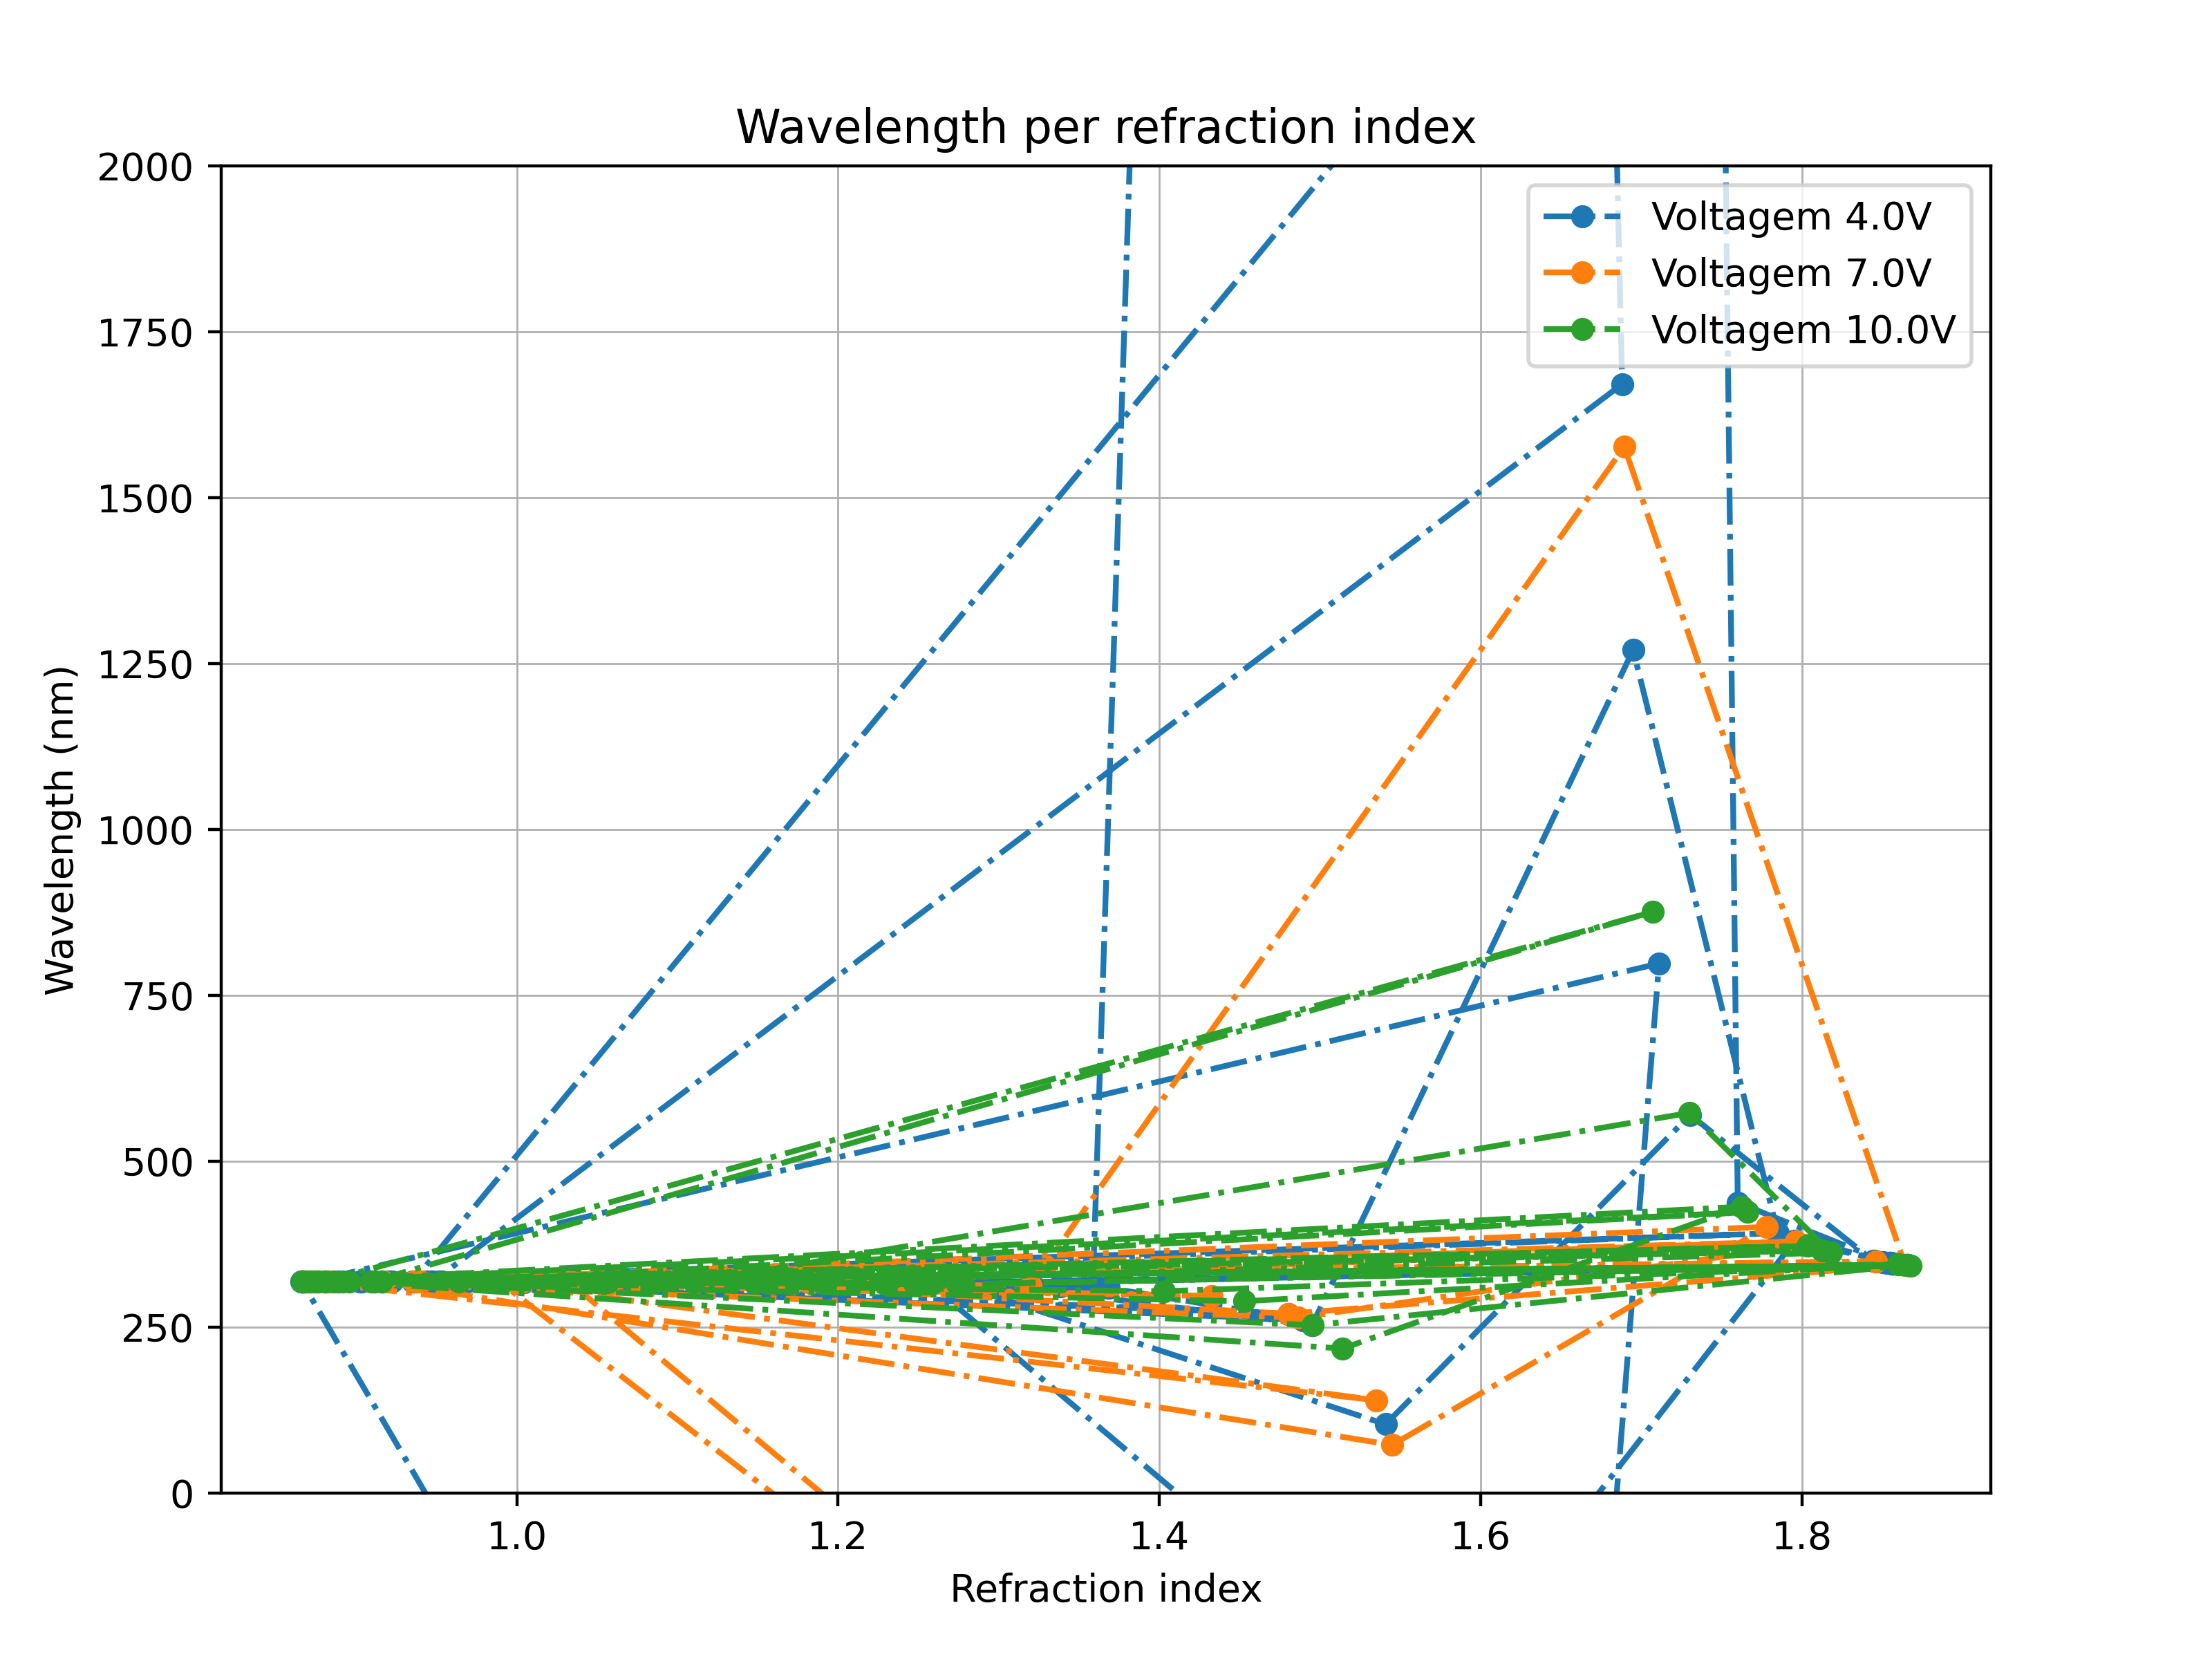 Wavelength per refraction index
2000
1750
1500
1250
1000
750
500
250
0
Wavelength (nm)
Voltagem 4.0V
Voltagem 7.0V
Voltagem 10.0V
1.0 1.2 1.4 1.6 1.8
Refraction index